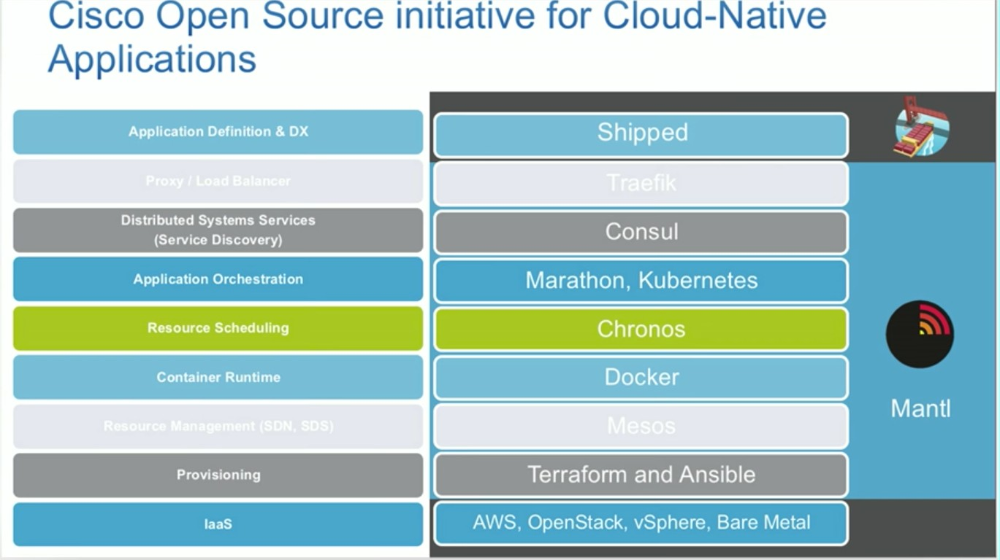 Cisco Open Source initiative for Cloud-Native
Applications
Application Definition & DX
Shipped
Proxy / Load Balancer
Traefik
Distributed Systems Services
(Service Discovery)
Consul
Application Orchestration
Marathon, Kubernetes
Resource Scheduling
Chronos
Container Runtime
Docker
Resource Management (SDN, SDS)
Mesos
Provisioning
Terraform and Ansible
IaaS
AWS, OpenStack, vSphere, Bare Metal
Mantl